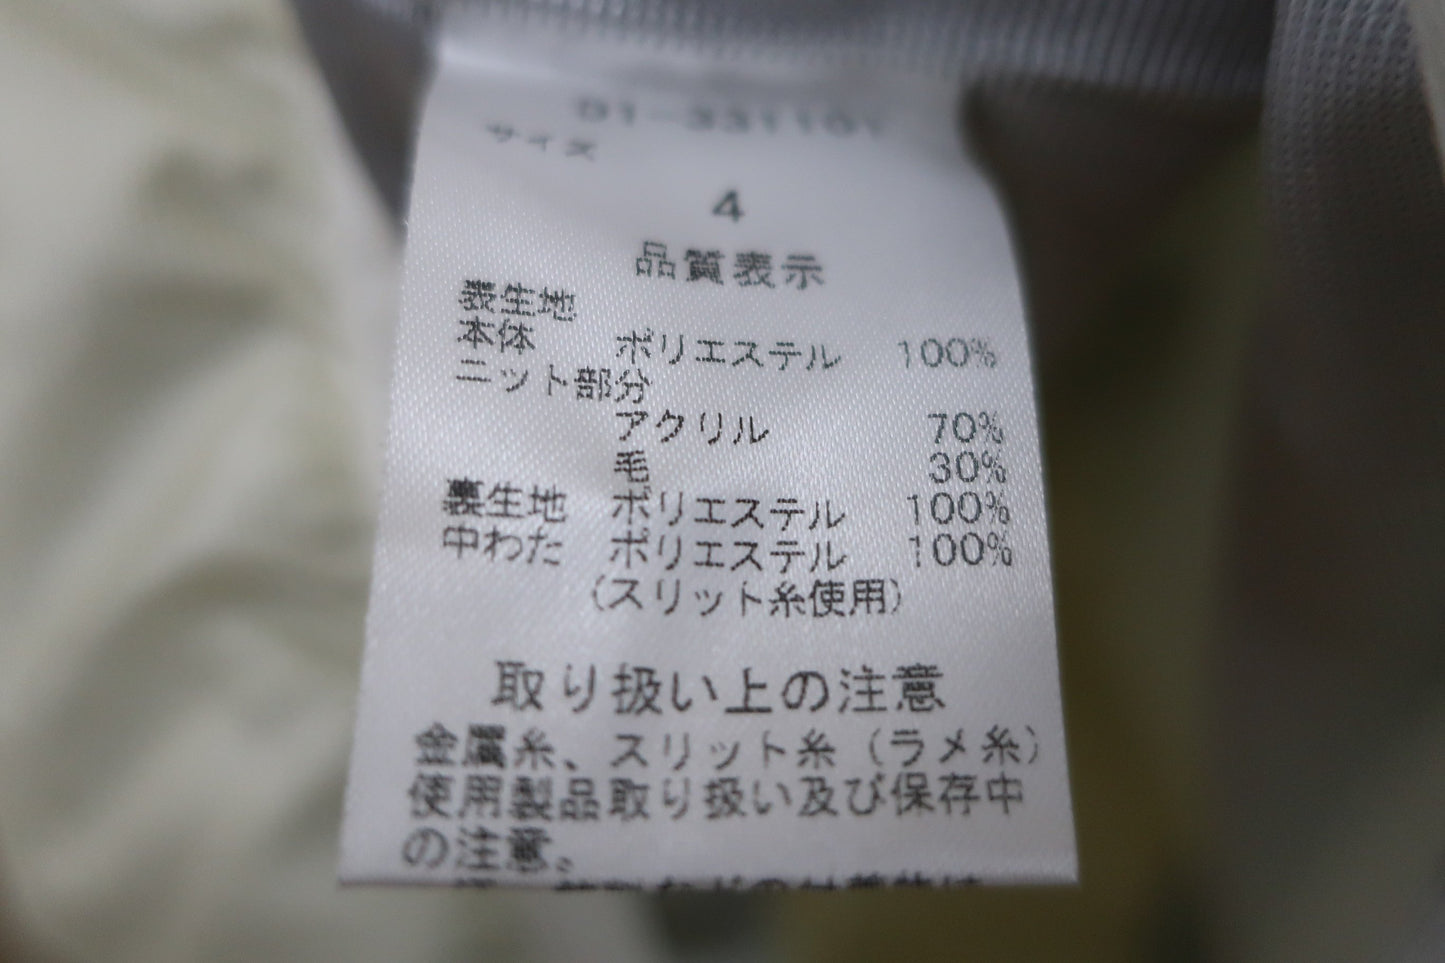 01-331101
サイズ
4
品質表示
表生地
本体 ポリエステル 100%
ニット部分
アクリル 70%
毛 30%
裏生地 ポリエステル 100%
中わた ポリエステル 100%
(スリット糸使用)
取り扱い上の注意
金属糸、スリット糸(ラメ糸)
使用製品取り扱い及び保存中
の注意。